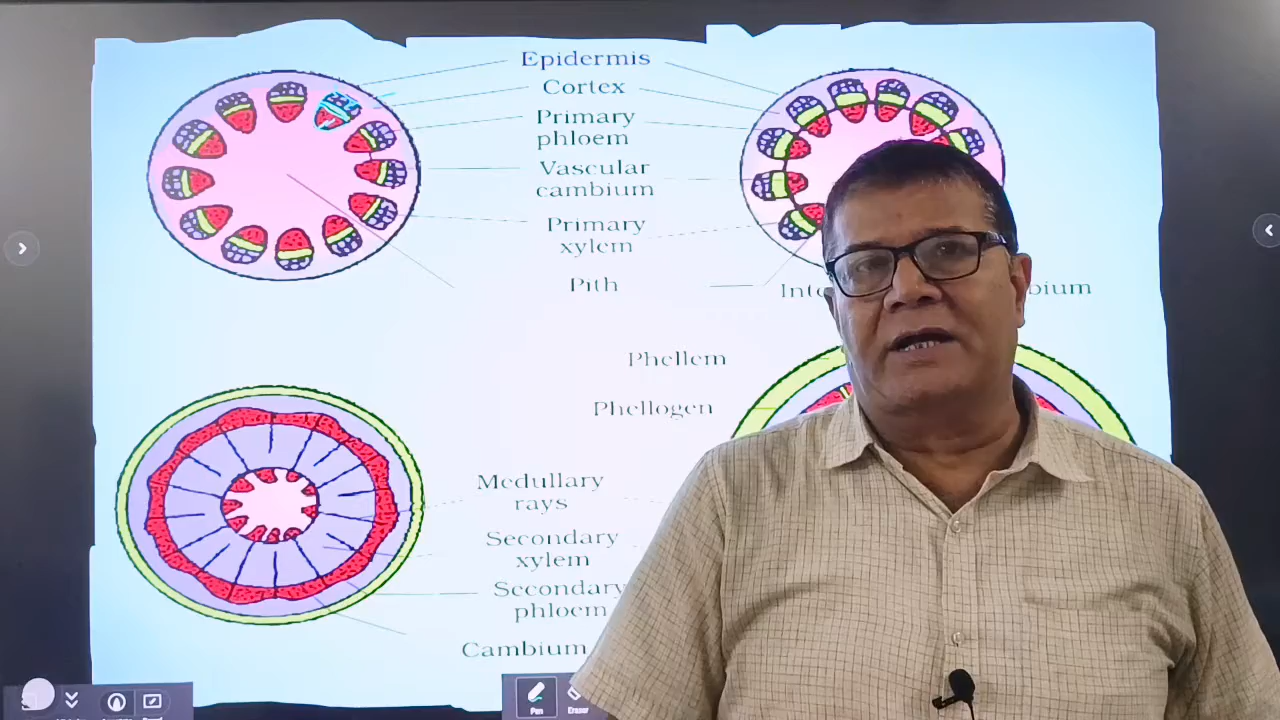 Epidermis
Cortex
Primary
phloem
Vascular
cambium
Primary
xylem
Pith
Phellem
Phellogen
Medullary
rays
Secondary
xylem
Secondary
phloem
Cambium
Pen
Eraser